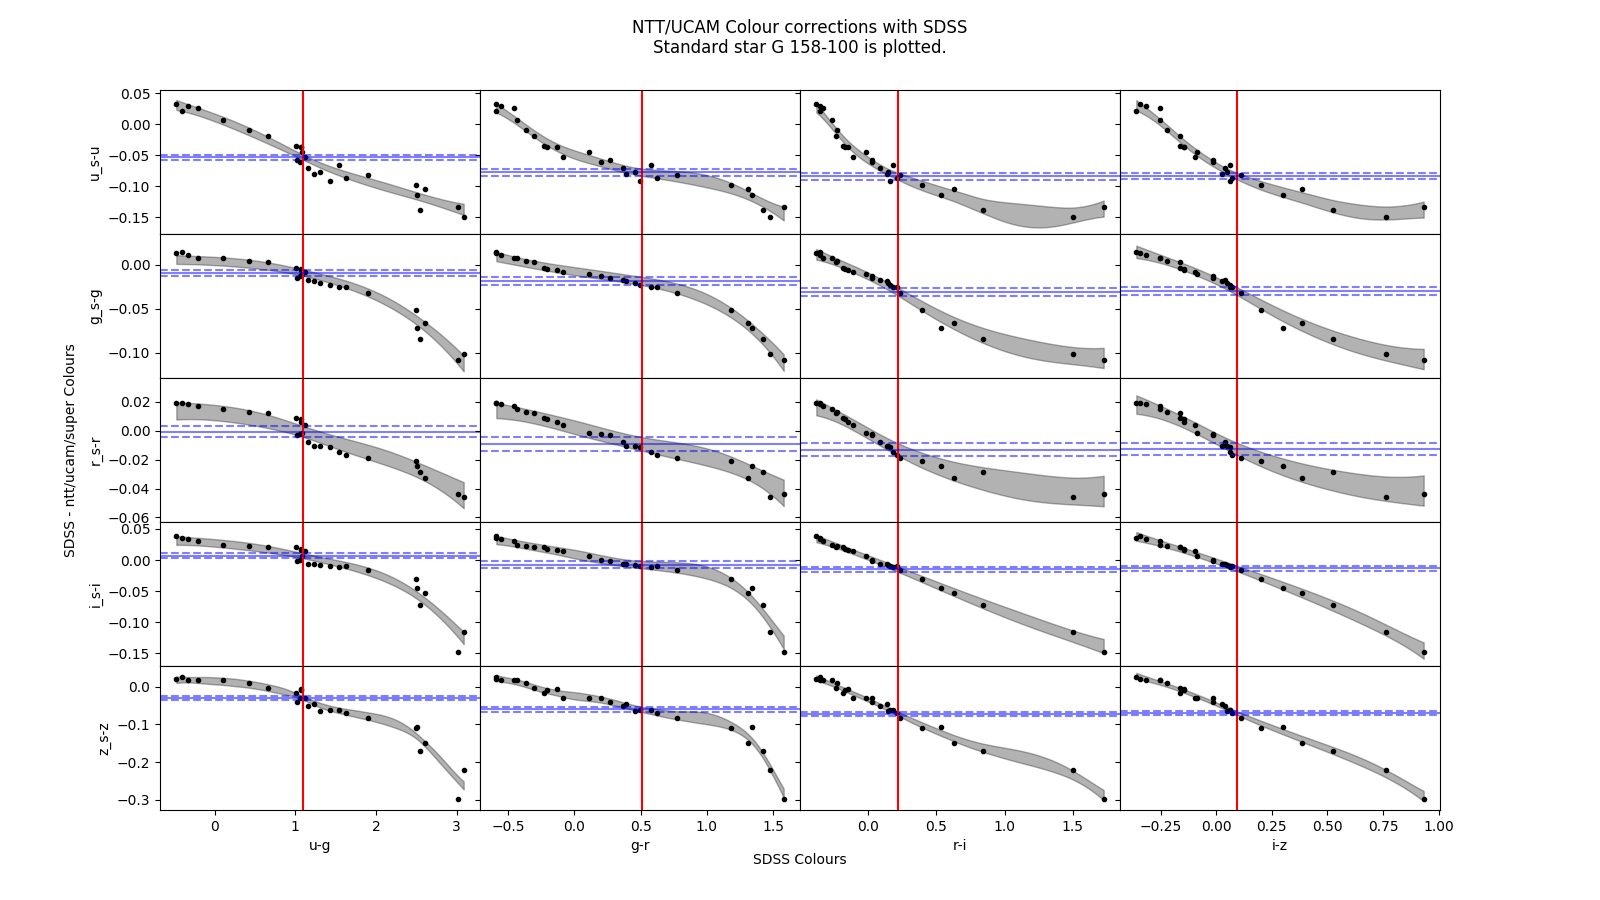 NTT/UCAM Colour corrections with SDSS
Standard star G 158-100 is plotted.
SDSS - ntt/ucam/super Colours
u_s-u
0.05
0.00
−0.05
−0.10
−0.15
g_s-g
0.00
−0.05
−0.10
r_s-r
0.02
0.00
−0.02
−0.04
−0.06
i_s-i
0.05
0.00
−0.05
−0.10
−0.15
z_s-z
0.0
−0.1
−0.2
−0.3
0 1 2 3 −0.5 0.0 0.5 1.0 1.5 0.0 0.5 1.0 1.5 −0.25 0.00 0.25 0.50 0.75 1.00
u-g g-r r-i i-z
SDSS Colours